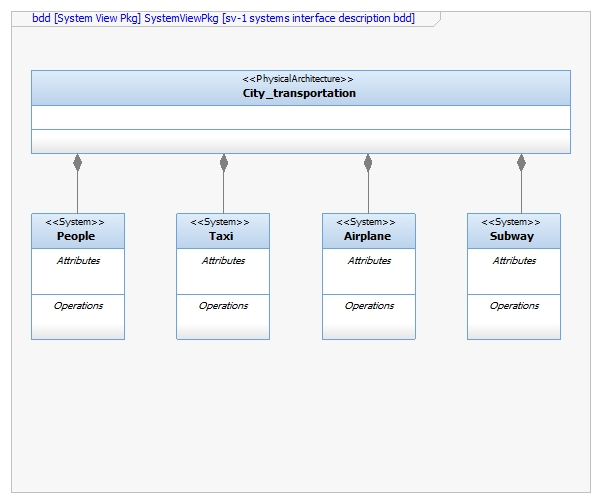 bdd [System View Pkg] SystemViewPkg [sv-1 systems interface description bdd]
<<PhysicalArchitecture>>
City_transportation
<<System>>
People
Attributes
Operations
<<System>>
Taxi
Attributes
Operations
<<System>>
Airplane
Attributes
Operations
<<System>>
Subway
Attributes
Operations